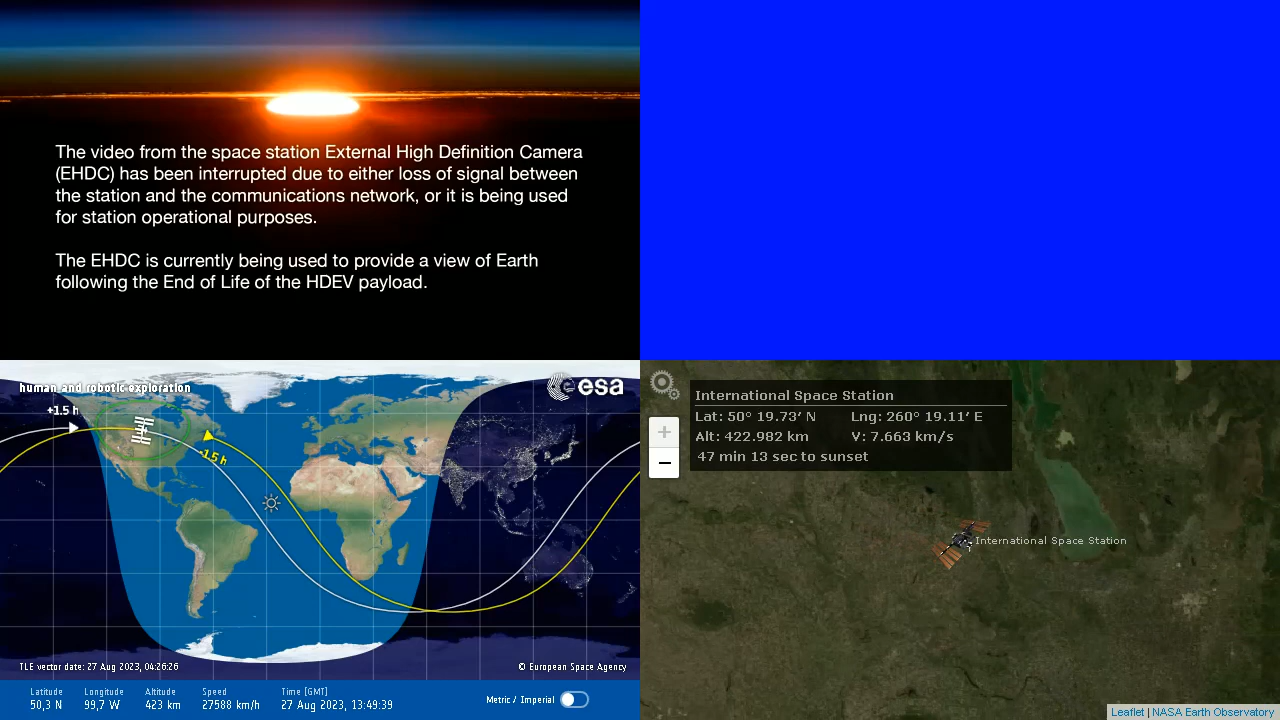 The video from the space station External High Definition Camera
(EHDC) has been interrupted due to either loss of signal between
the station and the communications network, or it is being used
for station operational purposes.
The EHDC is currently being used to provide a view of Earth
following the End of Life of the HDEV payload.
human and robotic exploration
esa
+1.5 h
-1.5 h
TLE vector date: 27 Aug 2023, 04:26:26
© European Space Agency
Latitude Longitude Altitude Speed Time [GMT]
50,3 N 99,7 W 423 km 27588 km/h 27 Aug 2023, 13:49:39
Metric / Imperial
+
−
International Space Station
Lat: 50° 19.73′ N Lng: 260° 19.11′ E
Alt: 422.982 km V: 7.663 km/s
47 min 13 sec to sunset
International Space Station
Leaflet | NASA Earth Observatory